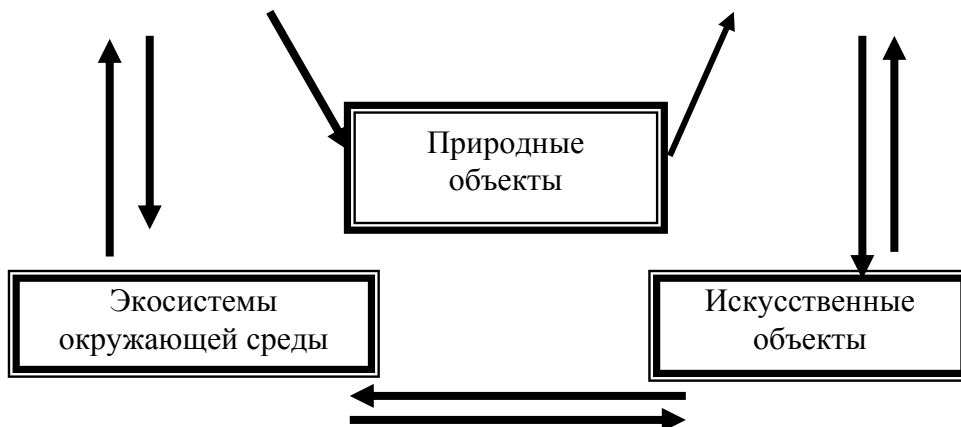 Природные
объекты
Экосистемы
окружающей среды
Искусственные
объекты